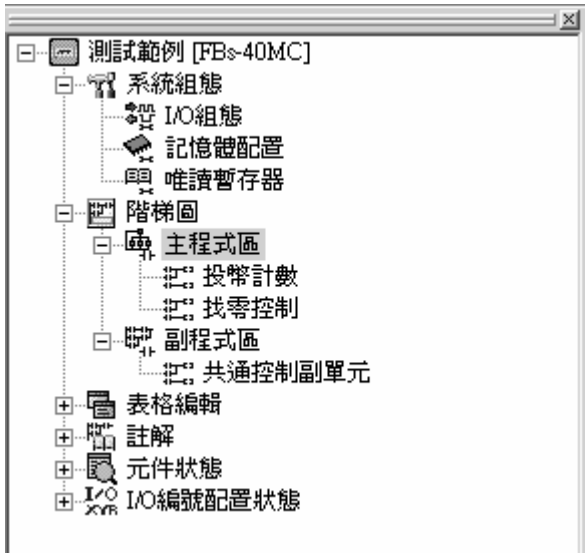 測試範例 [FBs-40MC]
系統組態
I/O組態
記憶體配置
唯讀暫存器
階梯圖
主程式區
投幣計數
找零控制
副程式區
共通控制副單元
表格編輯
註解
元件狀態
I/O編號配置狀態